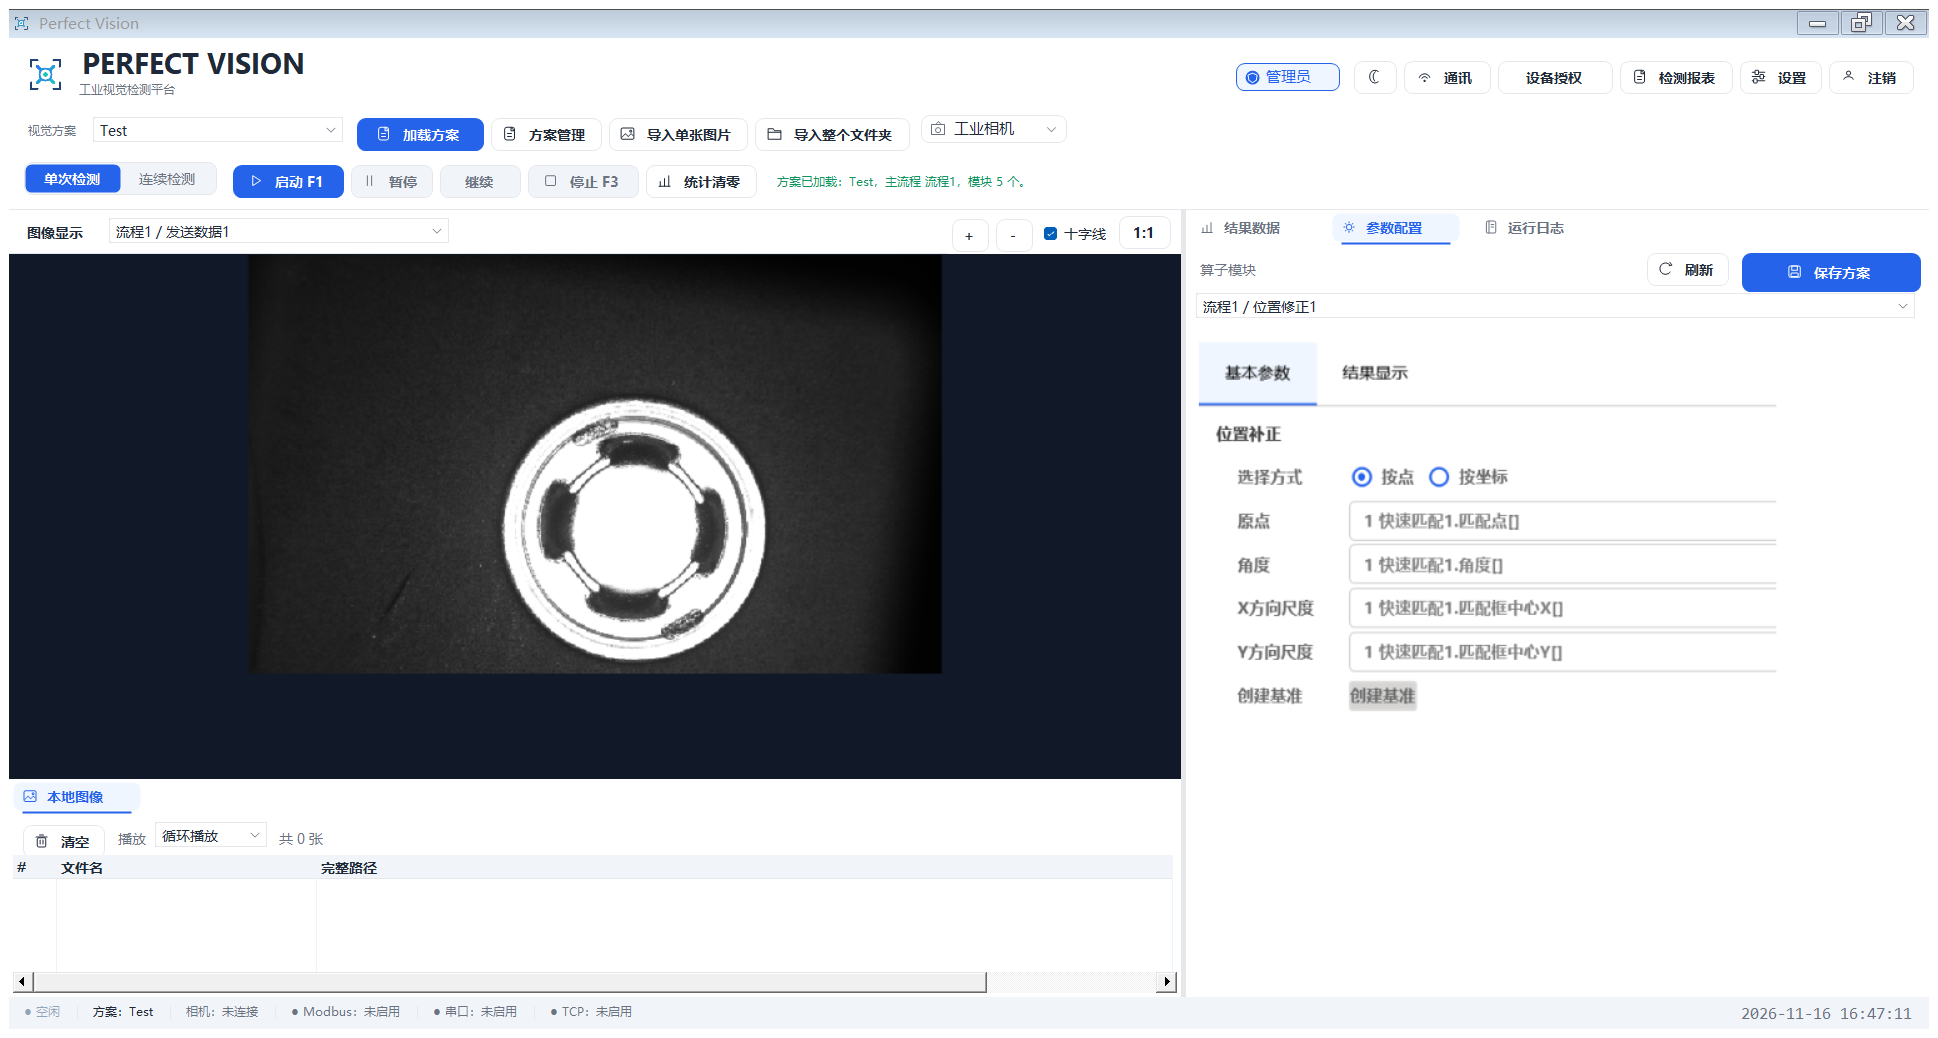 Perfect Vision
PERFECT VISION
工业视觉检测平台
管理员
通讯
设备授权
检测报表
设置
注销
视觉方案
Test
加载方案
方案管理
导入单张图片
导入整个文件夹
工业相机
单次检测
连续检测
启动 F1
暂停
继续
停止 F3
统计清零
方案已加载：Test，主流程 流程1，模块 5 个。
图像显示
流程1 / 发送数据1
+
-
十字线
1:1
结果数据
参数配置
运行日志
算子模块
刷新
保存方案
流程1 / 位置修正1
基本参数
结果显示
位置补正
选择方式
按点
按坐标
原点
1 快速匹配1.匹配点[]
角度
1 快速匹配1.角度[]
X方向尺度
1 快速匹配1.匹配框中心X[]
Y方向尺度
1 快速匹配1.匹配框中心Y[]
创建基准
创建基准
本地图像
清空
播放
循环播放
共 0 张
#
文件名
完整路径
空闲
方案：Test
相机：未连接
Modbus：未启用
串口：未启用
TCP：未启用
2026-11-16 16:47:11